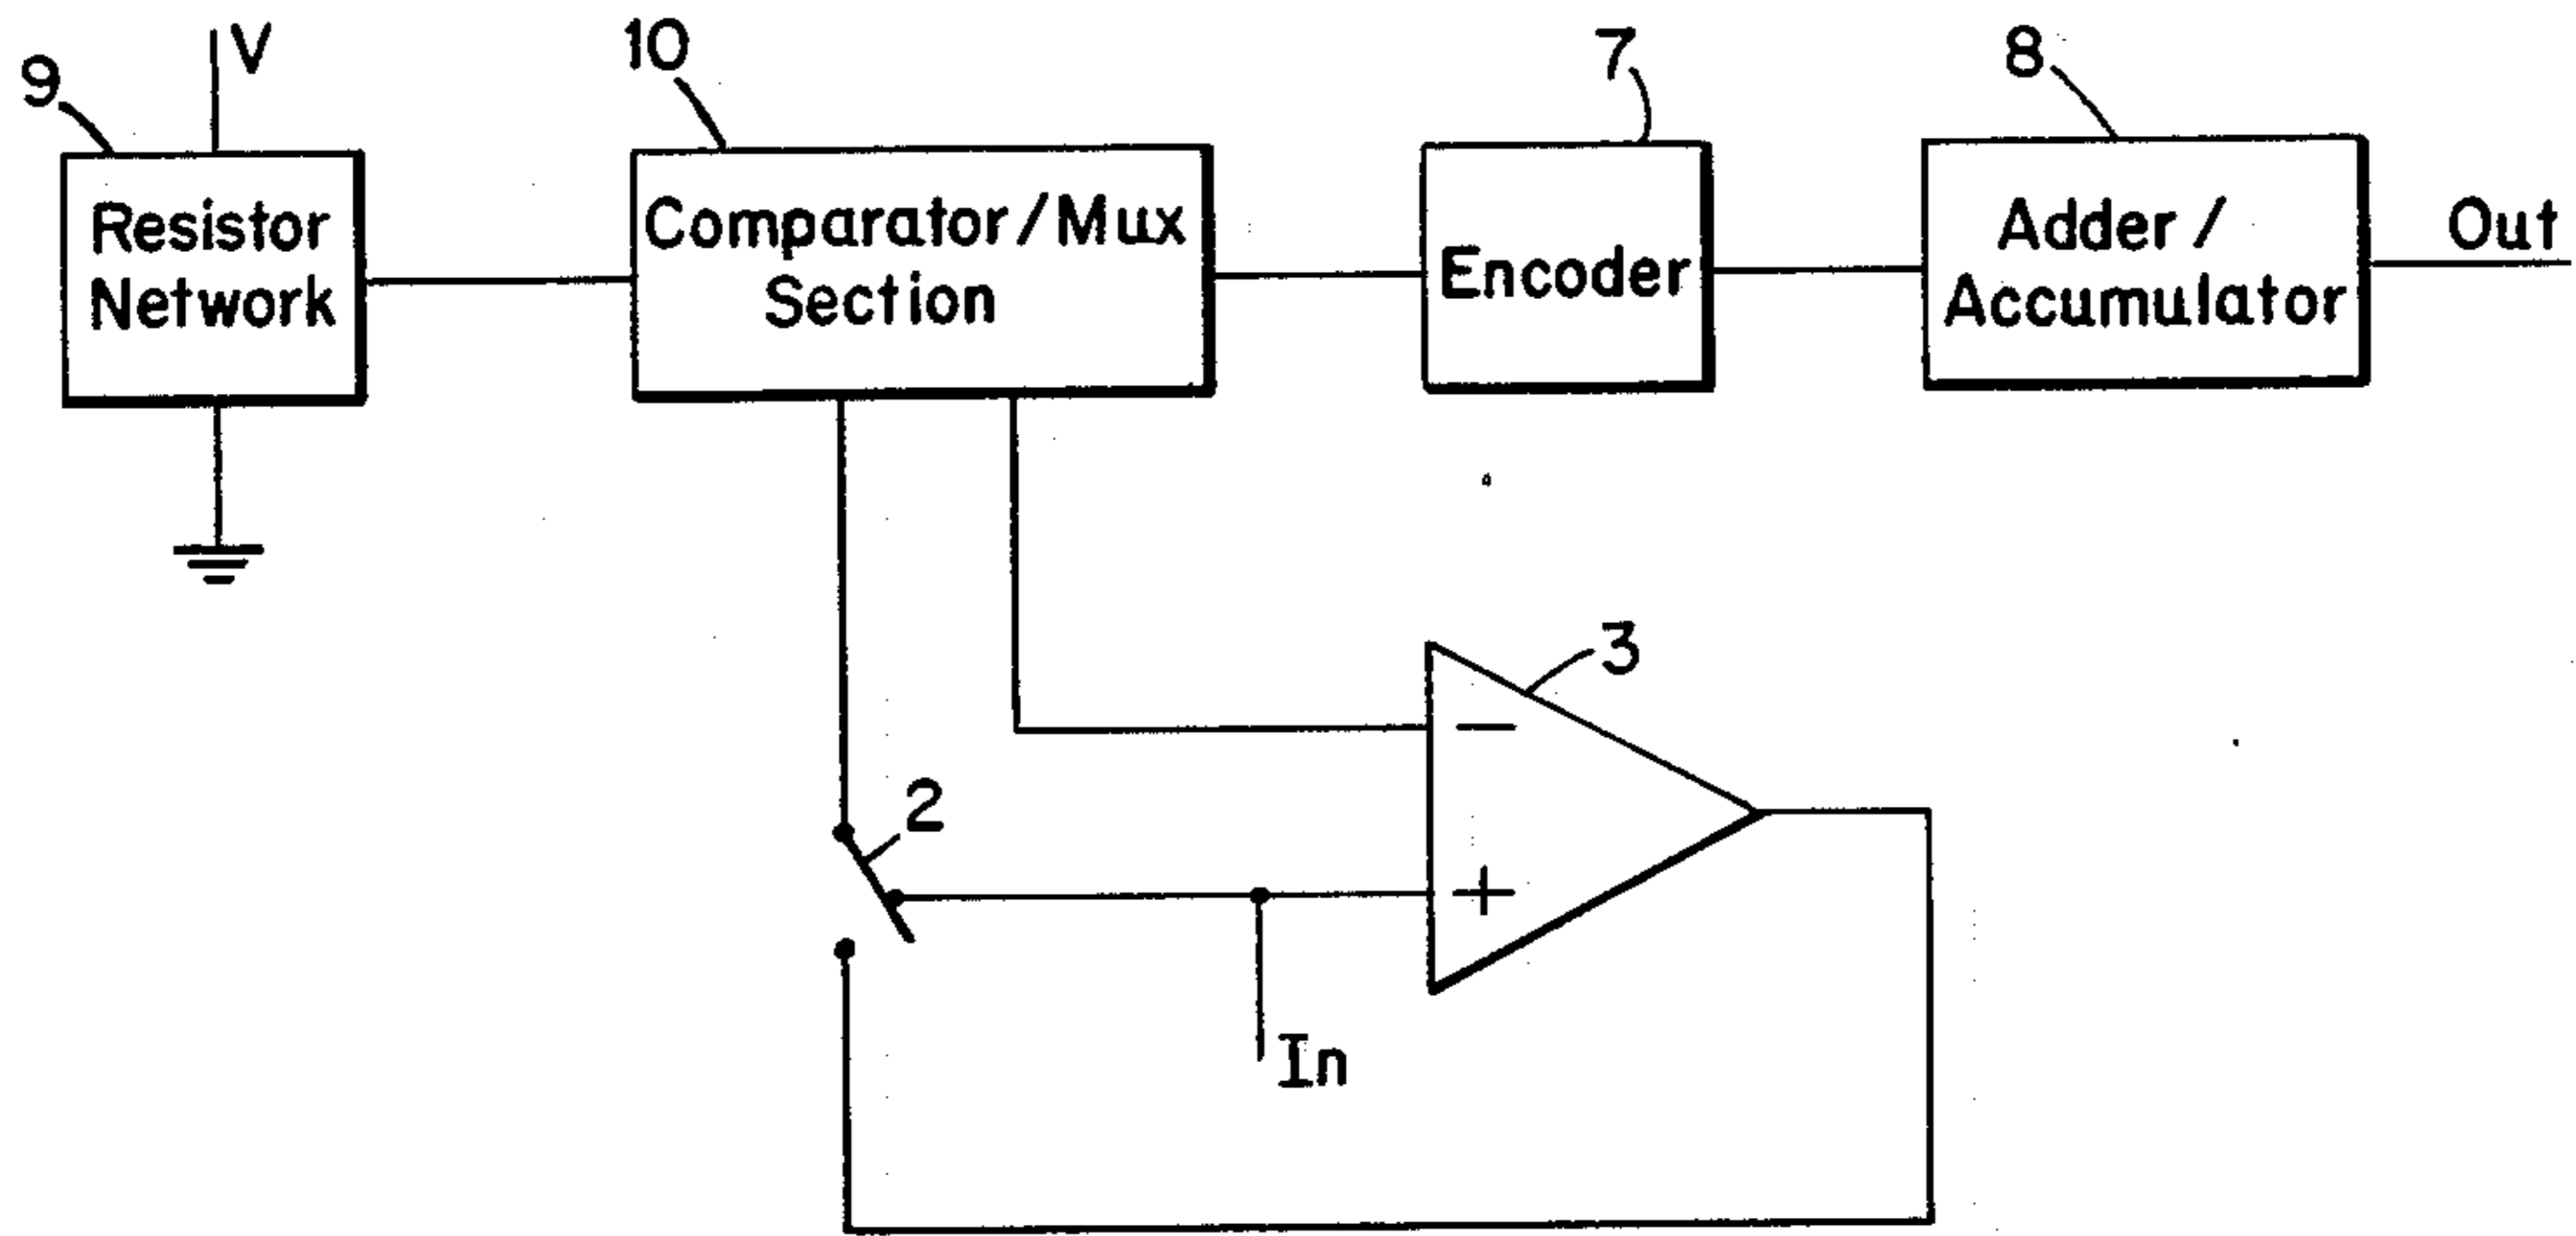 V
9
10
7
8
Resistor
Network
Comparator/Mux
Section
Encoder
Adder /
Accumulator
Out
3
−
2
+
In